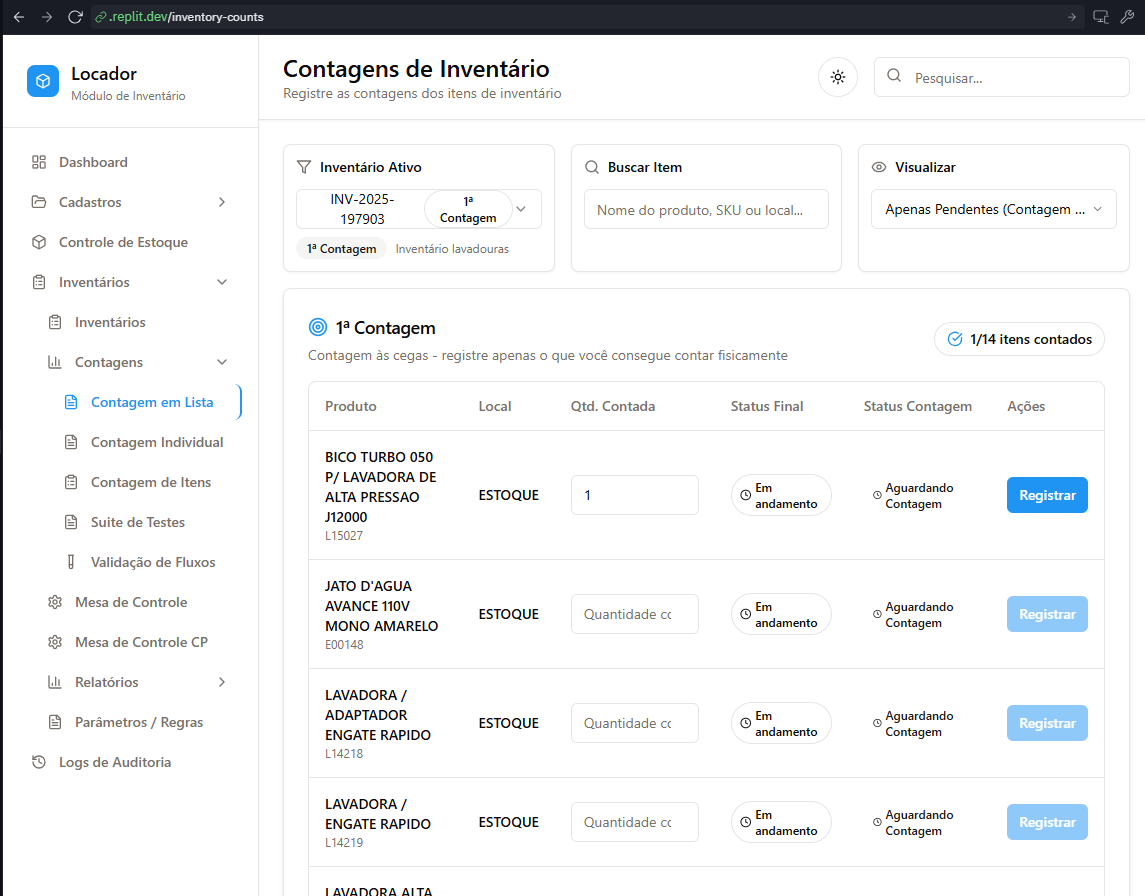 .replit.dev/inventory-counts
Locador
Módulo de Inventário
Dashboard
Cadastros
Controle de Estoque
Inventários
Inventários
Contagens
Contagem em Lista
Contagem Individual
Contagem de Itens
Suite de Testes
Validação de Fluxos
Mesa de Controle
Mesa de Controle CP
Relatórios
Parâmetros / Regras
Logs de Auditoria
Contagens de Inventário
Registre as contagens dos itens de inventário
Pesquisar...
Inventário Ativo
INV-2025-
197903
1ª
Contagem
1ª Contagem Inventário lavadouras
Buscar Item
Nome do produto, SKU ou local...
Visualizar
Apenas Pendentes (Contagem ...
1ª Contagem
Contagem às cegas - registre apenas o que você consegue contar fisicamente
1/14 itens contados
Produto Local Qtd. Contada Status Final Status Contagem Ações
BICO TURBO 050
P/ LAVADORA DE
ALTA PRESSAO
J12000
L15027
ESTOQUE
1
Em
andamento
Aguardando
Contagem
Registrar
JATO D'AGUA
AVANCE 110V
MONO AMARELO
E00148
ESTOQUE
Quantidade cc
Em
andamento
Aguardando
Contagem
Registrar
LAVADORA /
ADAPTADOR
ENGATE RAPIDO
L14218
ESTOQUE
Quantidade cc
Em
andamento
Aguardando
Contagem
Registrar
LAVADORA /
ENGATE RAPIDO
L14219
ESTOQUE
Quantidade cc
Em
andamento
Aguardando
Contagem
Registrar
LAVADORA ALTA